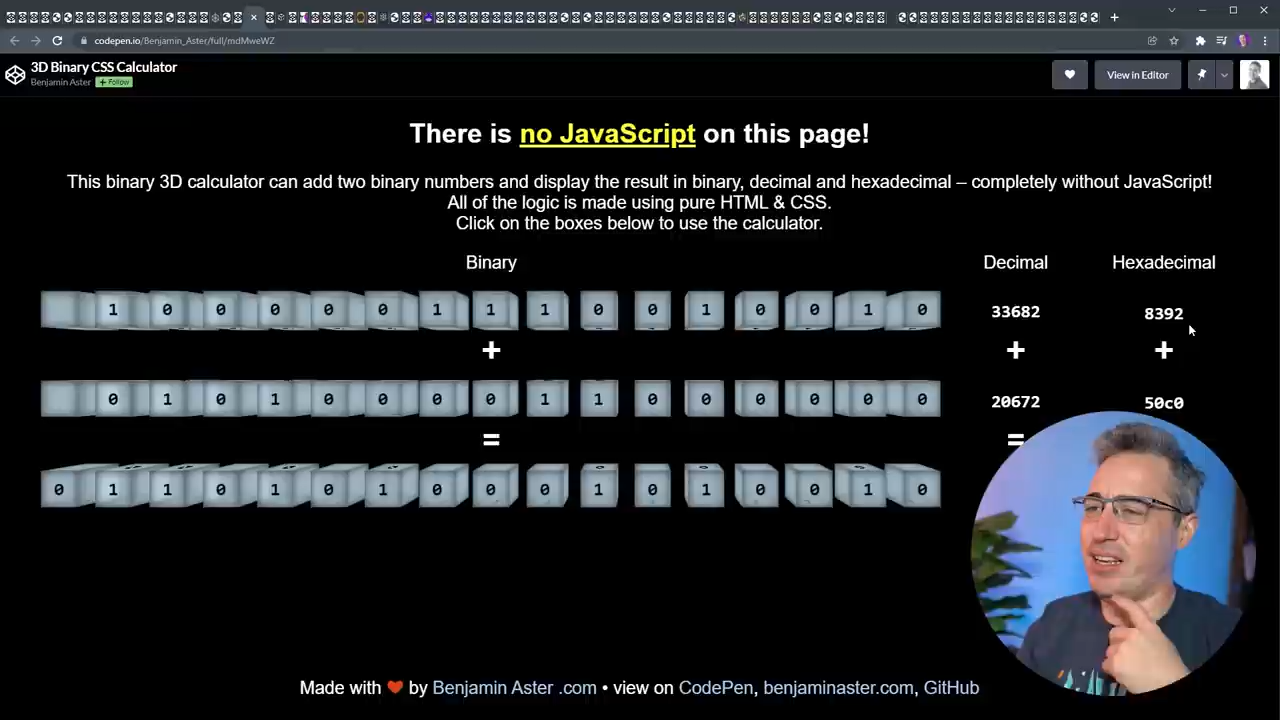 codepen.io/Benjamin_Aster/full/mdMweWZ
3D Binary CSS Calculator
Benjamin Aster + Follow
View in Editor
There is no JavaScript on this page!
This binary 3D calculator can add two binary numbers and display the result in binary, decimal and hexadecimal – completely without JavaScript!
All of the logic is made using pure HTML & CSS.
Click on the boxes below to use the calculator.
Binary Decimal Hexadecimal
1 0 0 0 0 0 1 1 1 0 0 1 0 0 1 0 33682 8392
+ + +
0 1 0 1 0 0 0 0 1 1 0 0 0 0 0 0 20672 50c0
= =
0 1 1 0 1 0 1 0 0 0 1 0 1 0 0 1 0
Made with ❤ by Benjamin Aster .com • view on CodePen, benjaminaster.com, GitHub